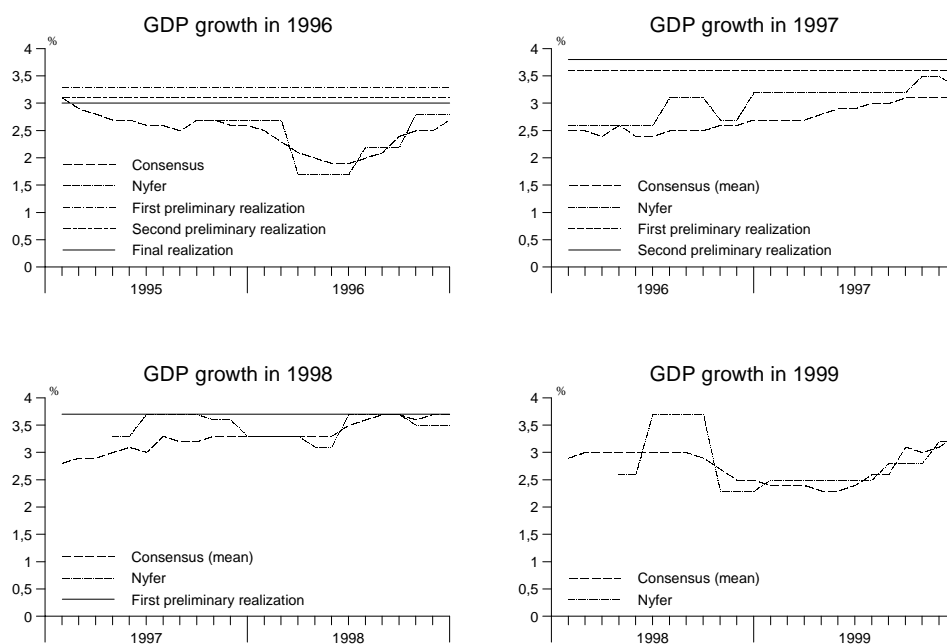 GDP growth in 1996
%
4
3,5
3
2,5
2
1,5
1
0,5
0
Consensus
Nyfer
First preliminary realization
Second preliminary realization
Final realization
1995 1996
GDP growth in 1997
%
4
3,5
3
2,5
2
1,5
1
0,5
0
Consensus (mean)
Nyfer
First preliminary realization
Second preliminary realization
1996 1997
GDP growth in 1998
%
4
3,5
3
2,5
2
1,5
1
0,5
0
Consensus (mean)
Nyfer
First preliminary realization
1997 1998
GDP growth in 1999
%
4
3,5
3
2,5
2
1,5
1
0,5
0
Consensus (mean)
Nyfer
1998 1999